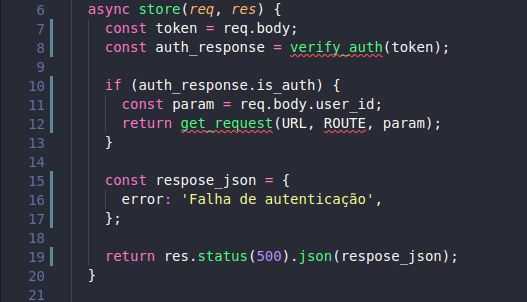 6 async store(req, res) {
7 const token = req.body;
8 const auth_response = verify_auth(token);
9
10 if (auth_response.is_auth) {
11 const param = req.body.user_id;
12 return get_request(URL, ROUTE, param);
13 }
14
15 const respose_json = {
16 error: 'Falha de autenticação',
17 };
18
19 return res.status(500).json(respose_json);
20 }
21